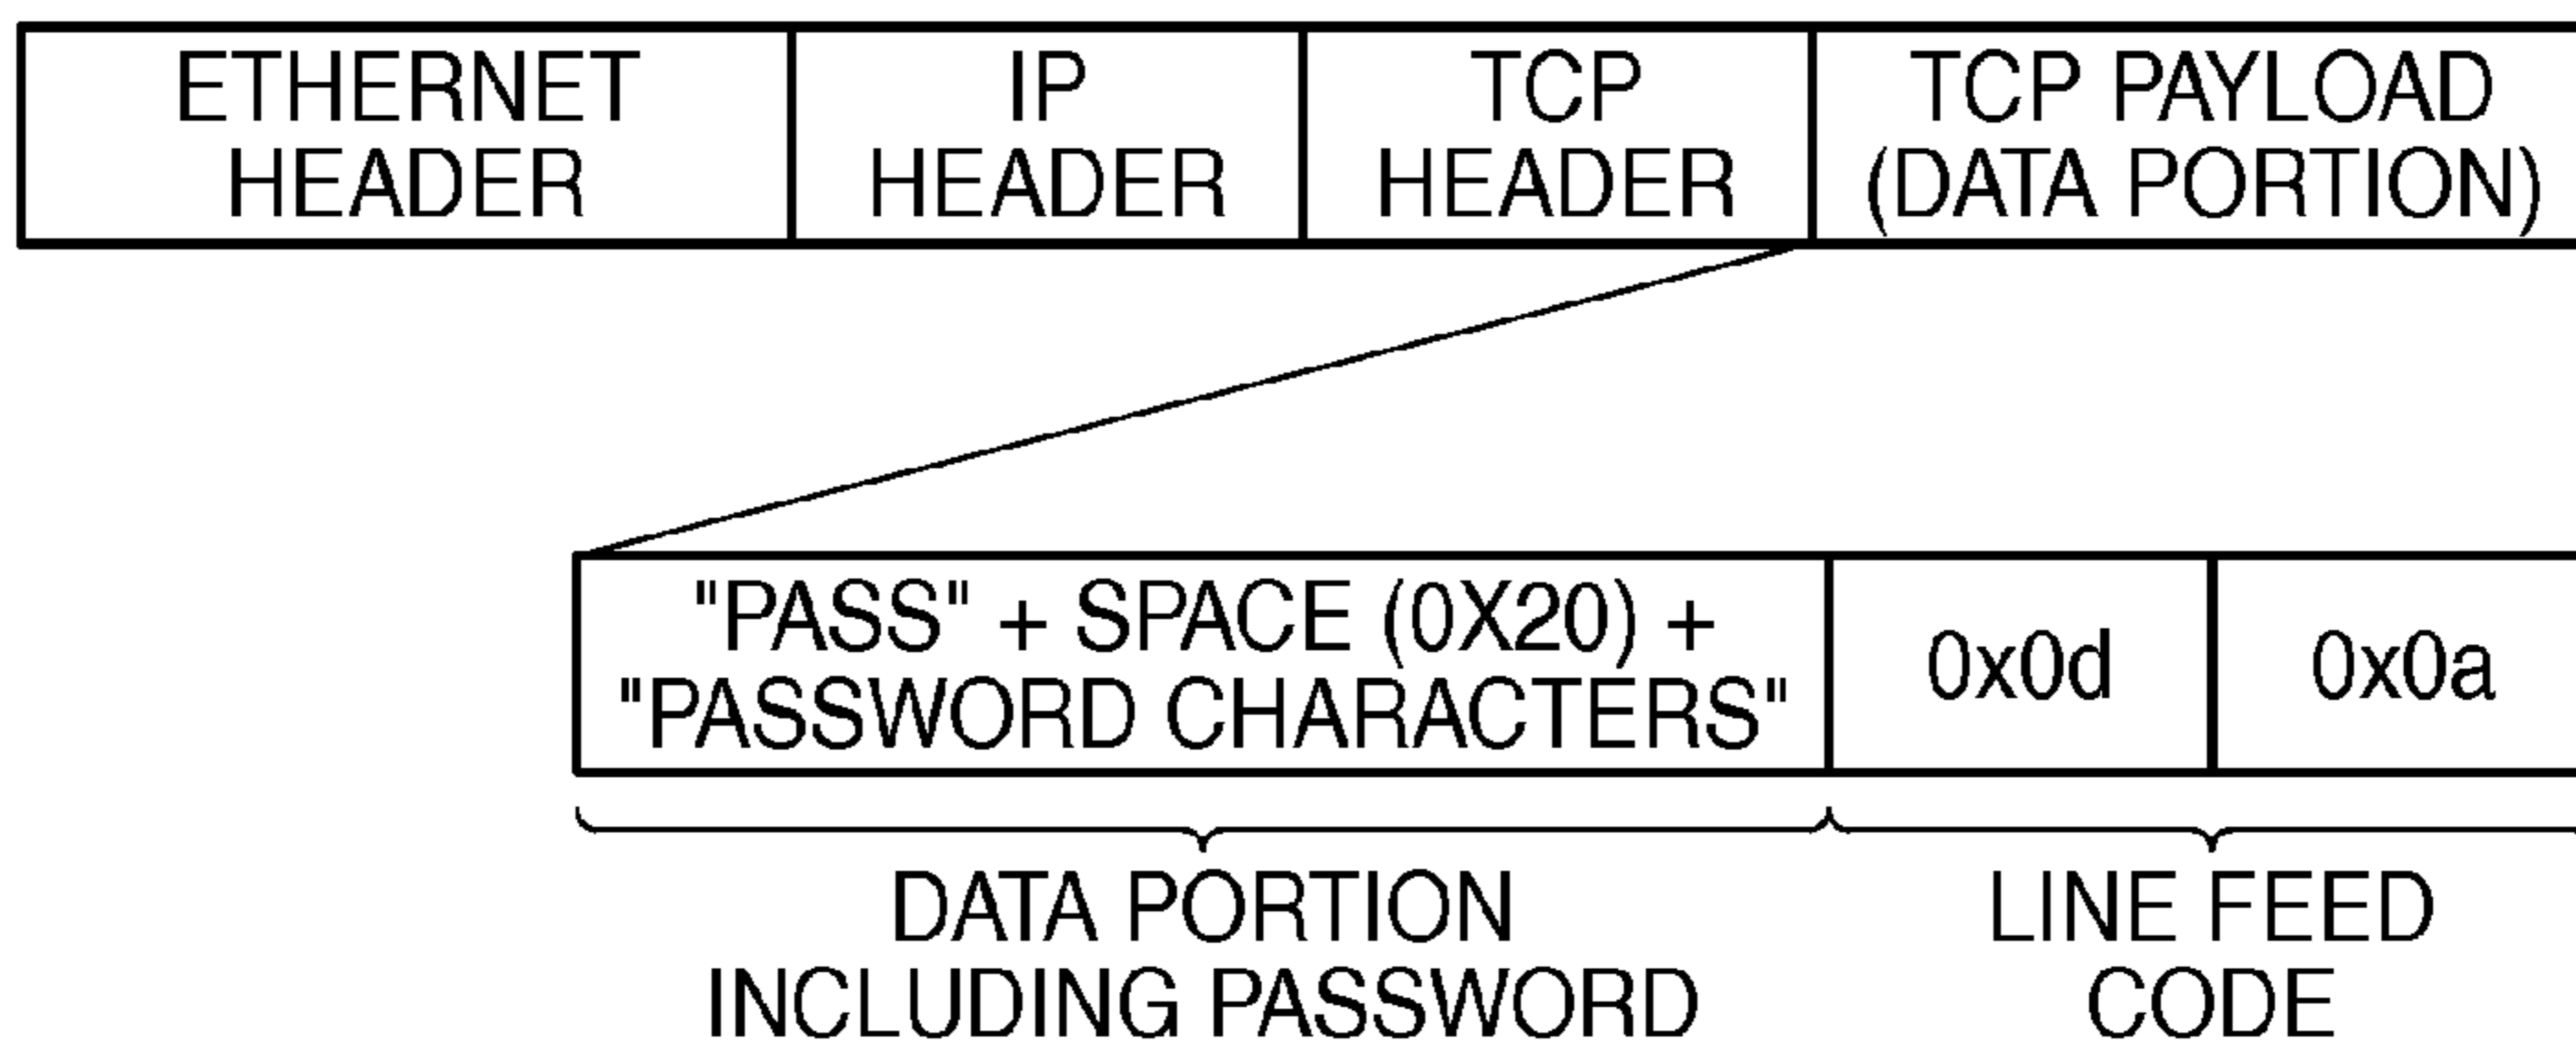 ETHERNET
HEADER
IP
HEADER
TCP
HEADER
TCP PAYLOAD
(DATA PORTION)
"PASS" + SPACE (0X20) +
"PASSWORD CHARACTERS"
0x0d
0x0a
DATA PORTION
INCLUDING PASSWORD
LINE FEED
CODE